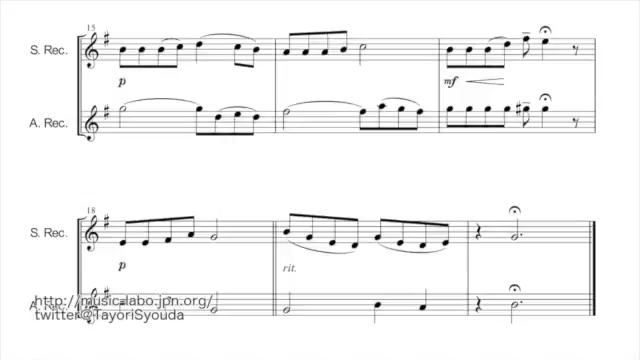 15
S. Rec.
p
mf
A. Rec.
18
S. Rec.
p
rit.
A. Rec.
http://music-labo.jpn.org/
twitter@TayoriSyouda